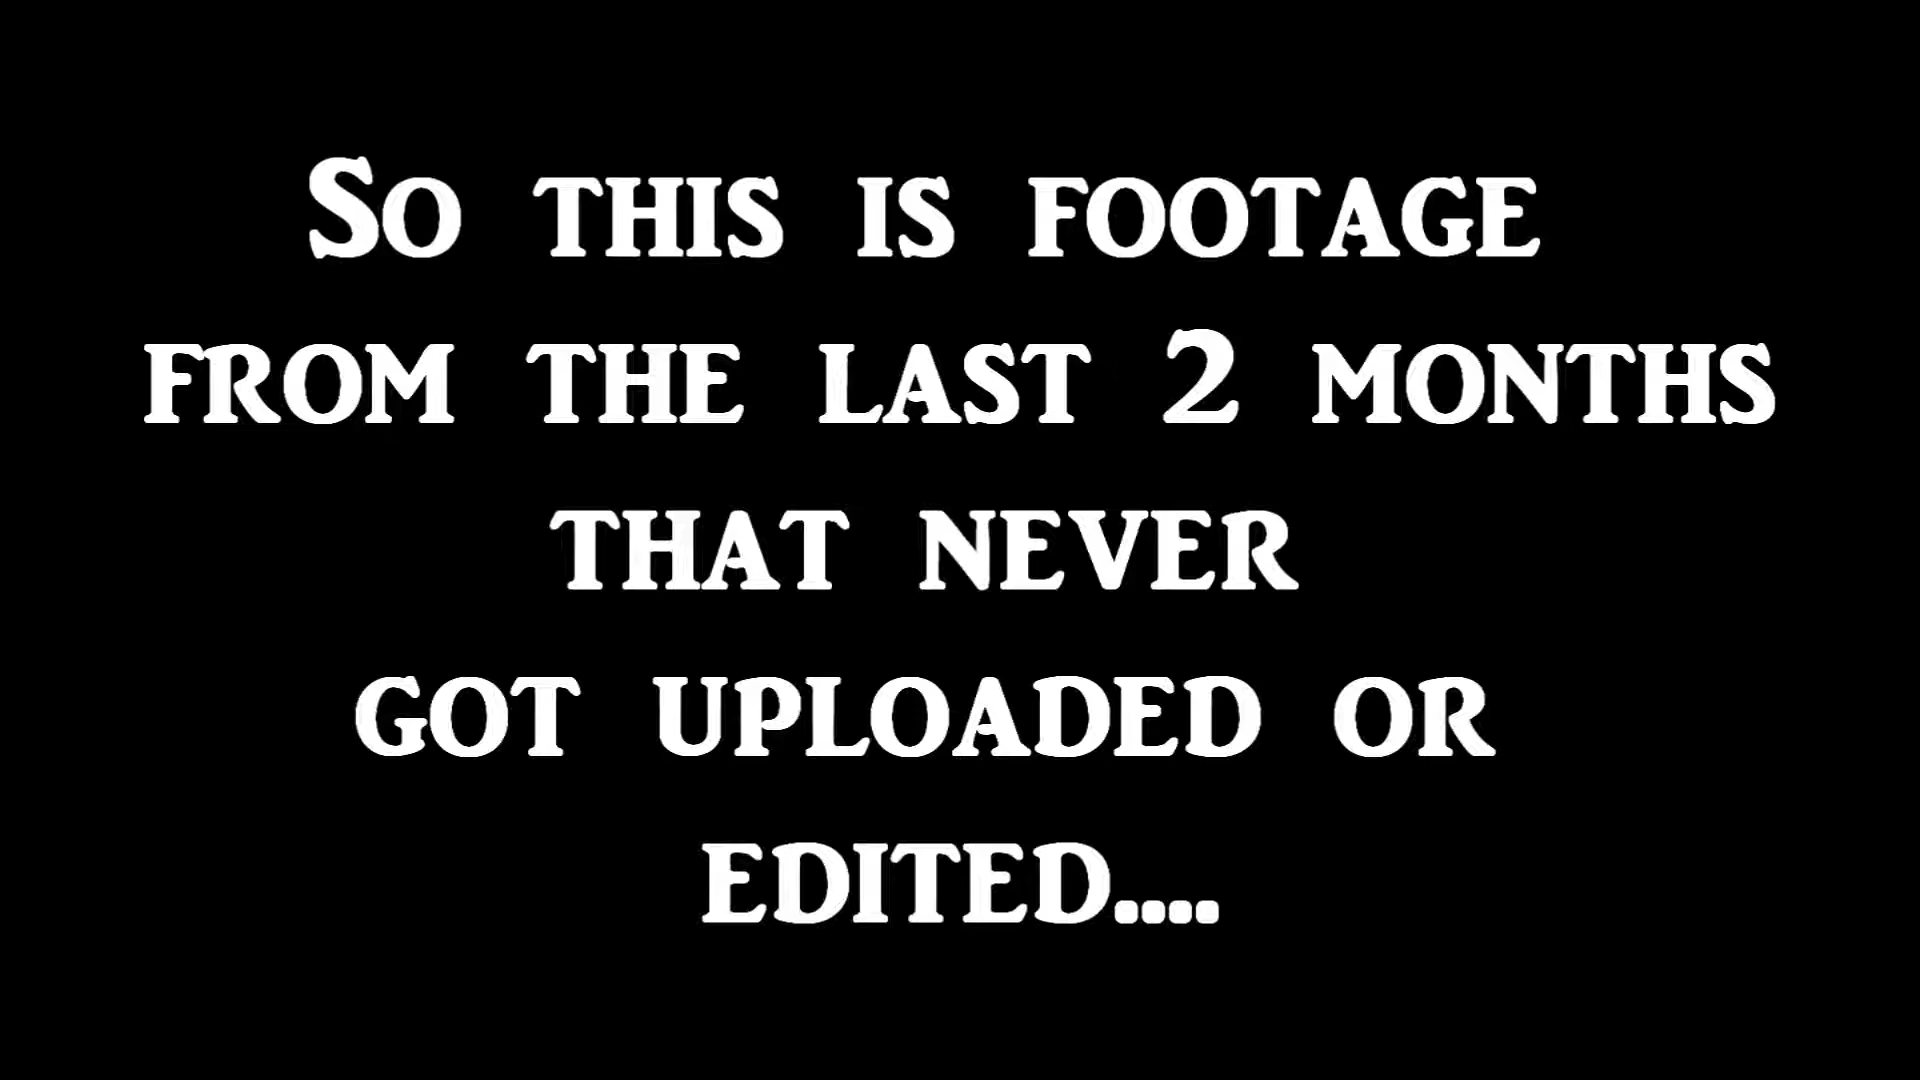 So this is footage
from the last 2 months
that never
got uploaded or
edited....